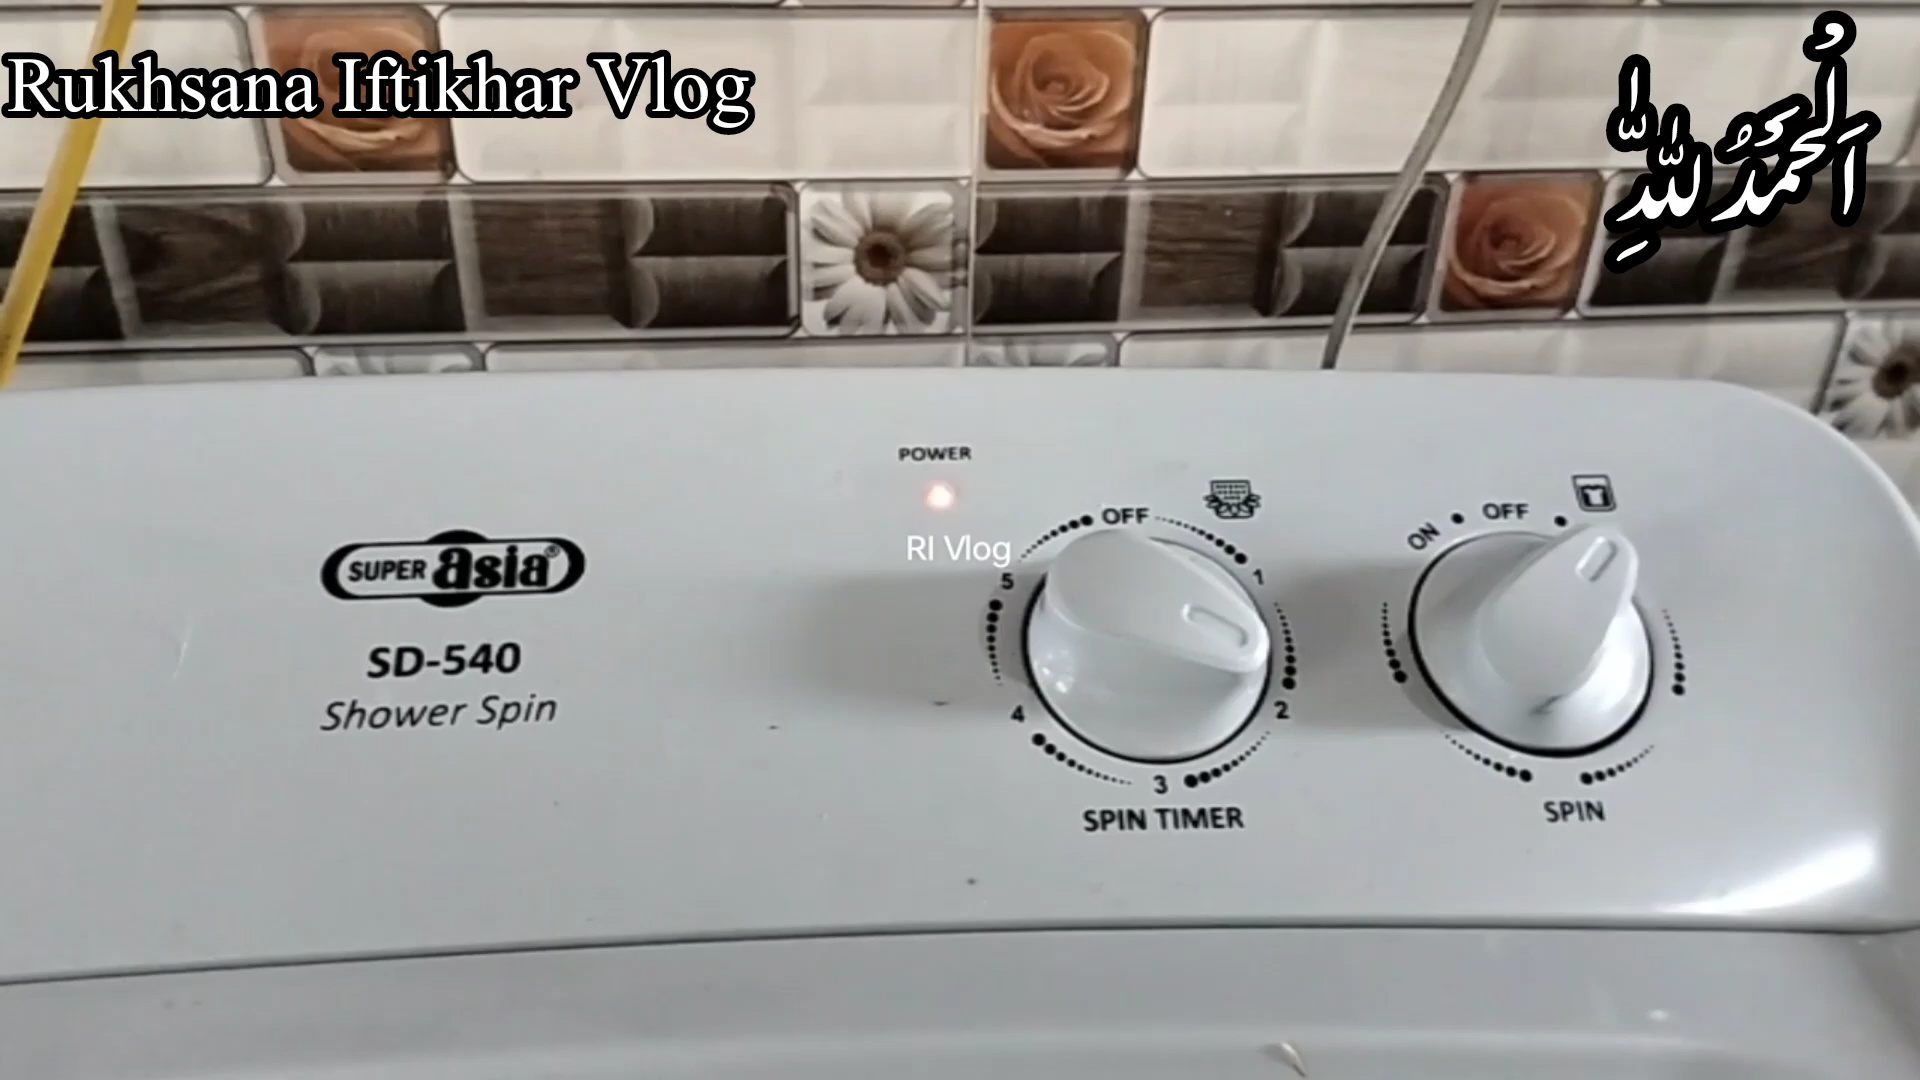 Rukhsana Iftikhar Vlog
اَلْحَمْدُ لِلّٰهِ
POWER
RI Vlog
OFF
1
2
3
4
5
SPIN TIMER
ON
OFF
SPIN
SUPER asia®
SD-540
Shower Spin